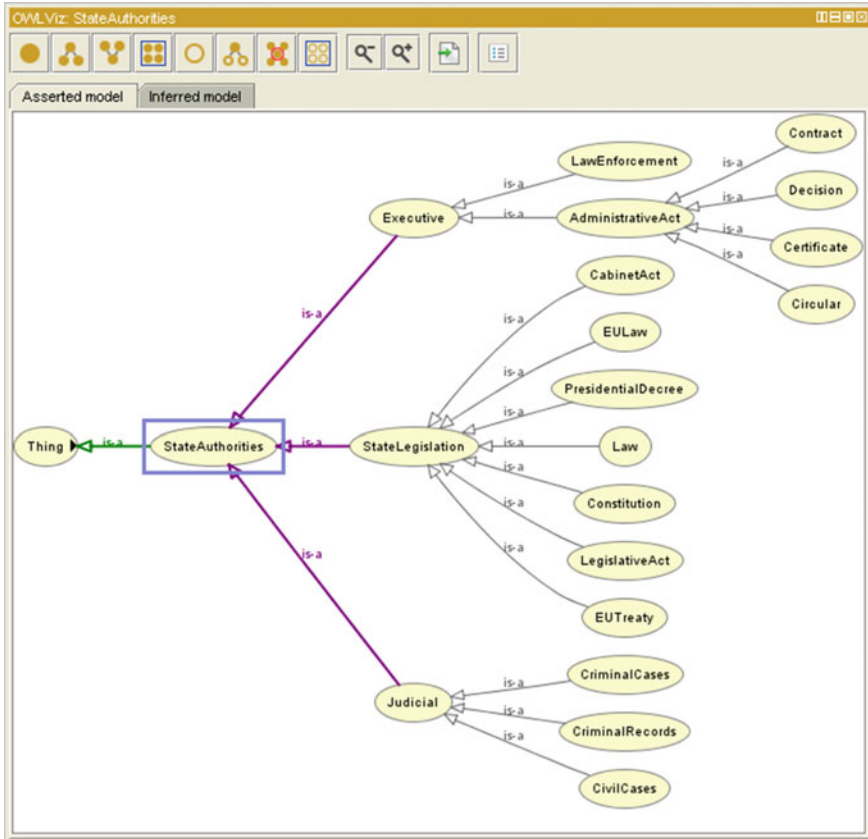 OWLViz: StateAuthorities
Asserted model
Inferred model
Contract
LawEnforcement
is-a
is-a
Decision
Executive
is-a
AdministrativeAct
is-a
Certificate
is-a
CabinetAct
is-a
Circular
is-a
is-a
EULaw
is-a
PresidentialDecree
is-a
Thing
is-a
StateAuthorities
is-a
StateLegislation
is-a
Law
is-a
Constitution
is-a
LegislativeAct
is-a
is-a
EUTreaty
is-a
CriminalCases
Judicial
is-a
CriminalRecords
is-a
CivilCases